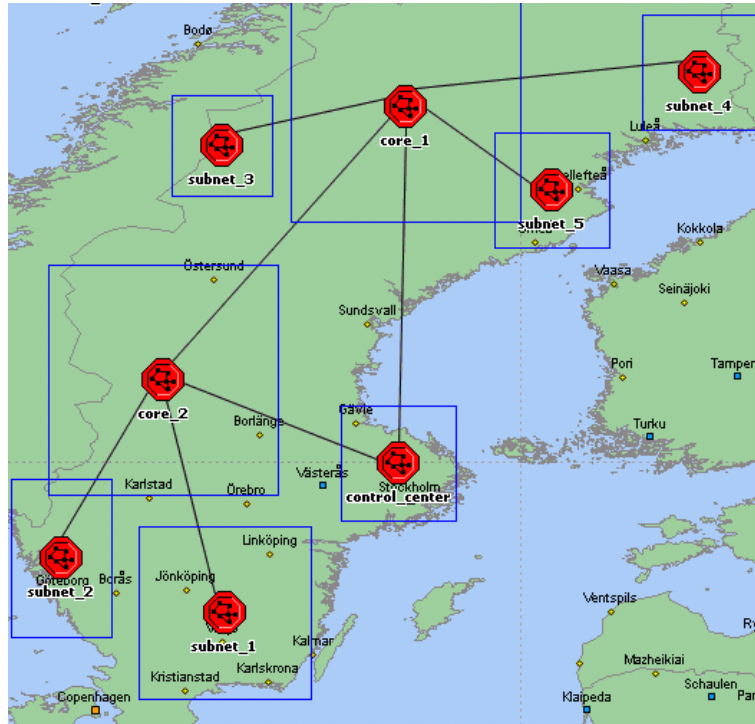 Bodø
subnet_4
core_1
Luleå
subnet_3
subnet_5
Kokkola
Östersund
Vaasa
Seinäjoki
Sundsvall
Pori
Tamper
core_2
Gävle
Borlänge
Turku
Västerås
Karlstad
Stockholm
control_center
Örebro
Linköping
Göteborg
subnet_2
Borås
Jönköping
Ventspils
subnet_1
Kalmar
Mazheikiai
Karlskrona
Kristianstad
Schaulen
Copenhagen
Klaipeda